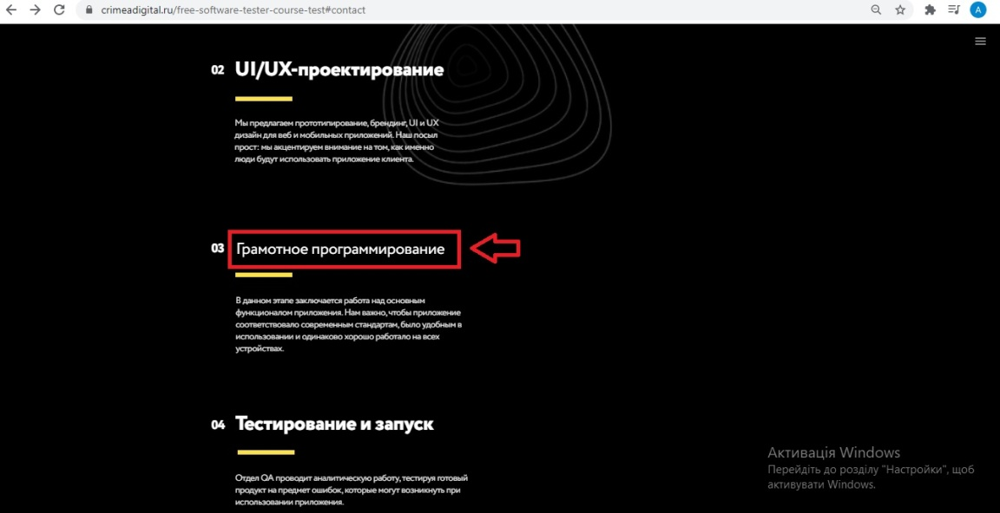 crimeadigital.ru/free-software-tester-course-test#contact
A
02 UI/UX-проектирование
Мы предлагаем прототипирование, брендинг, UI и UX
дизайн для веб и мобильных приложений. Наш посыл
прост: мы акцентируем внимание на том, как именно
люди будут использовать приложение клиента.
03 Грамотное программирование
В данном этапе заключается работа над основным
функционалом приложения. Нам важно, чтобы приложение
соответствовало современным стандартам, было удобным в
использовании и одинаково хорошо работало на всех
устройствах.
04 Тестирование и запуск
Отдел QA проводит аналитическую работу, тестируя готовый
продукт на предмет ошибок, которые могут возникнуть при
использовании приложения.
Активація Windows
Перейдіть до розділу "Настройки", щоб
активувати Windows.